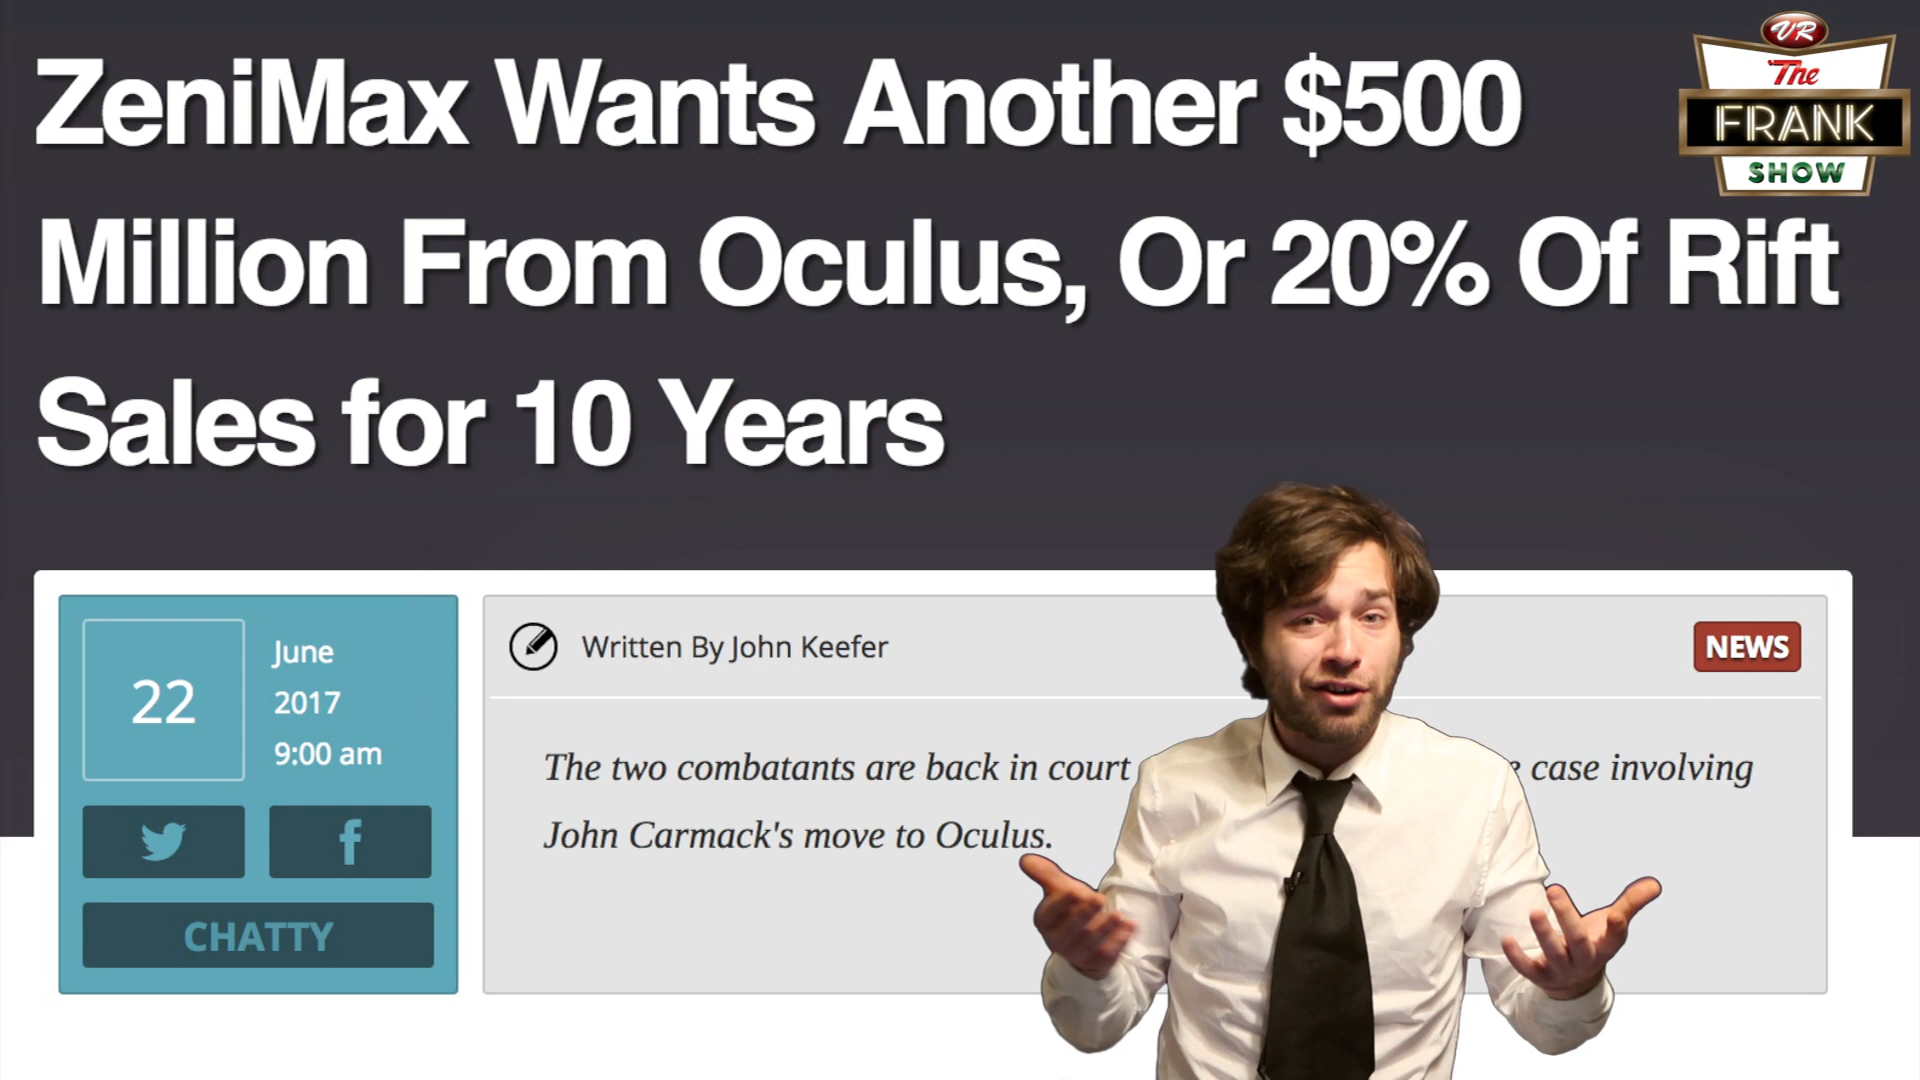 ZeniMax Wants Another $500
Million From Oculus, Or 20% Of Rift
Sales for 10 Years
VR
The
FRANK
SHOW
22
June
2017
9:00 am
CHATTY
Written By John Keefer
NEWS
The two combatants are back in court case involving
John Carmack's move to Oculus.